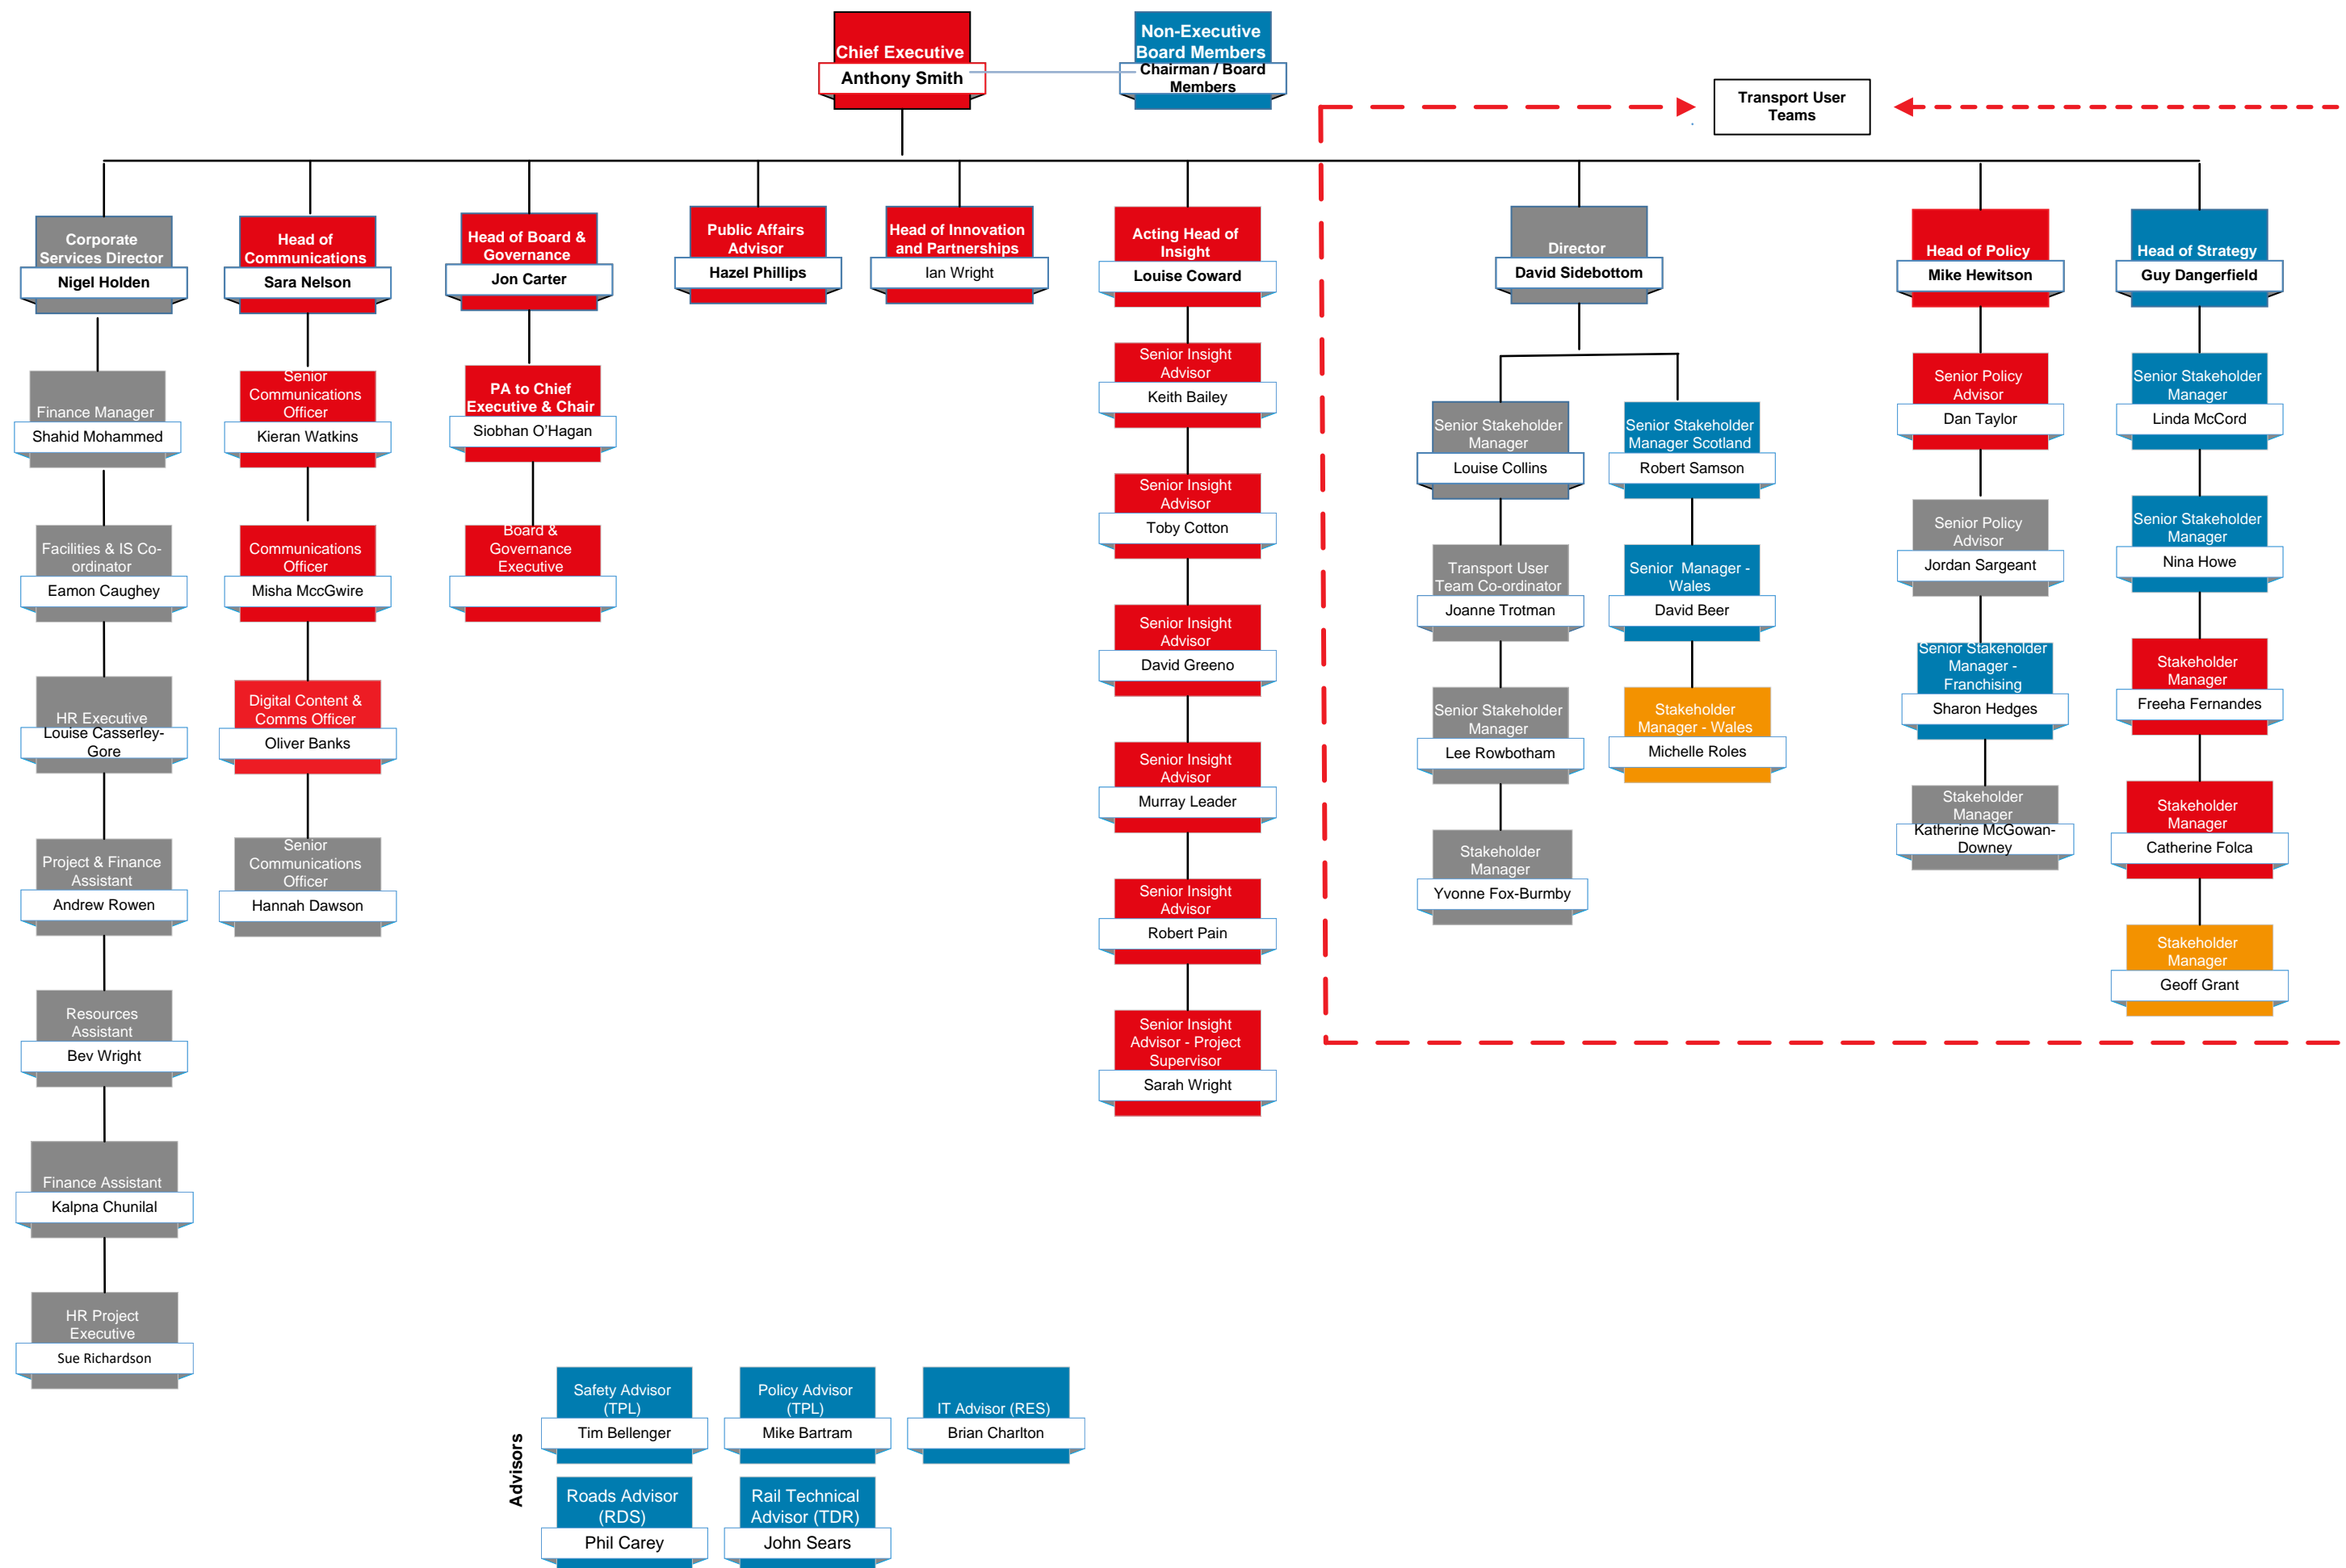 Chief Executive
Anthony Smith
Non-Executive
Board Members
Chairman / Board
Members
Transport User
Teams
Corporate
Services Director
Nigel Holden
Finance Manager
Shahid Mohammed
Facilities & IS Co-
ordinator
Eamon Caughey
HR Executive
Louise Casserley-
Gore
Project & Finance
Assistant
Andrew Rowen
Resources
Assistant
Bev Wright
Finance Assistant
Kalpna Chunilal
HR Project
Executive
Sue Richardson
Head of
Communications
Sara Nelson
Senior
Communications
Officer
Kieran Watkins
Communications
Officer
Misha MccGwire
Digital Content &
Comms Officer
Oliver Banks
Senior
Communications
Officer
Hannah Dawson
Head of Board &
Governance
Jon Carter
PA to Chief
Executive & Chair
Siobhan O’Hagan
Board &
Governance
Executive
Public Affairs
Advisor
Hazel Phillips
Head of Innovation
and Partnerships
Ian Wright
Acting Head of
Insight
Louise Coward
Senior Insight
Advisor
Keith Bailey
Senior Insight
Advisor
Toby Cotton
Senior Insight
Advisor
David Greeno
Senior Insight
Advisor
Murray Leader
Senior Insight
Advisor
Robert Pain
Senior Insight
Advisor - Project
Supervisor
Sarah Wright
Director
David Sidebottom
Senior Stakeholder
Manager
Louise Collins
Transport User
Team Co-ordinator
Joanne Trotman
Senior Stakeholder
Manager
Lee Rowbotham
Stakeholder
Manager
Yvonne Fox-Burmby
Senior Stakeholder
Manager Scotland
Robert Samson
Senior Manager -
Wales
David Beer
Stakeholder
Manager - Wales
Michelle Roles
Head of Policy
Mike Hewitson
Senior Policy
Advisor
Dan Taylor
Senior Policy
Advisor
Jordan Sargeant
Senior Stakeholder
Manager -
Franchising
Sharon Hedges
Stakeholder
Manager
Katherine McGowan-
Downey
Head of Strategy
Guy Dangerfield
Senior Stakeholder
Manager
Linda McCord
Senior Stakeholder
Manager
Nina Howe
Stakeholder
Manager
Freeha Fernandes
Stakeholder
Manager
Catherine Folca
Stakeholder
Manager
Geoff Grant
Advisors
Safety Advisor
(TPL)
Tim Bellenger
Policy Advisor
(TPL)
Mike Bartram
IT Advisor (RES)
Brian Charlton
Roads Advisor
(RDS)
Phil Carey
Rail Technical
Advisor (TDR)
John Sears